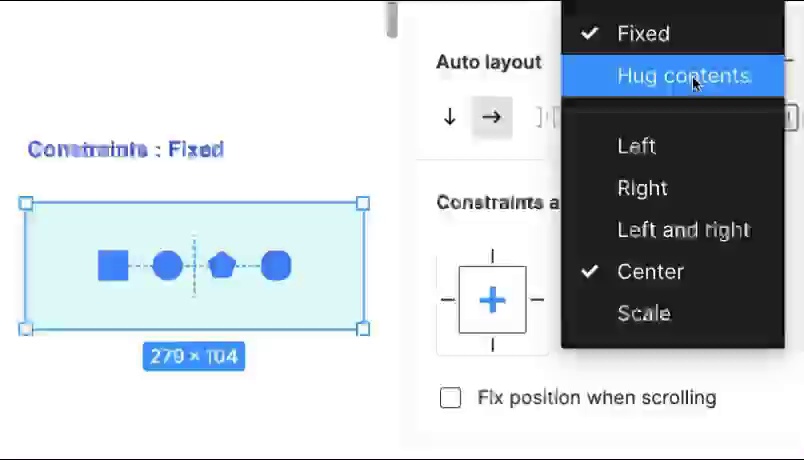 Fixed
Auto layout
Hug contents
Constraints : Fixed
Left
Right
Constraints a
Left and right
Center
Scale
279 × 104
Fix position when scrolling